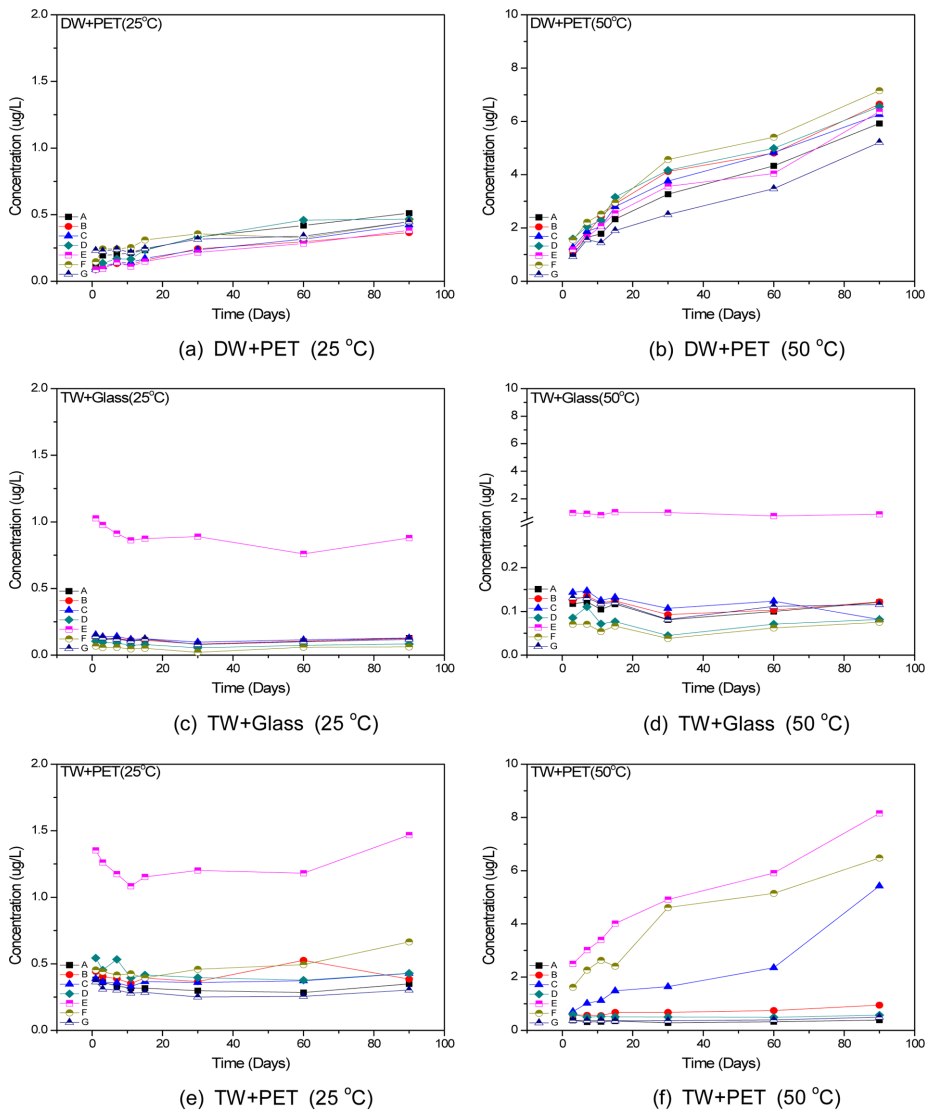 DW+PET(25°C)
2.0
1.5
1.0
0.5
0.0
Concentration (ug/L)
A
B
C
D
E
F
G
0 20 40 60 80 100
Time (Days)
(a) DW+PET (25 °C)
DW+PET(50°C)
10
8
6
4
2
0
Concentration (ug/L)
A
B
C
D
E
F
G
0 20 40 60 80 100
Time (Days)
(b) DW+PET (50 °C)
TW+Glass(25°C)
2.0
1.5
1.0
0.5
0.0
Concentration (ug/L)
A
B
C
D
E
F
G
0 20 40 60 80 100
Time (Days)
(c) TW+Glass (25 °C)
TW+Glass(50°C)
10
8
6
4
2
0.2
0.1
0.0
Concentration (ug/L)
A
B
C
D
E
F
G
0 20 40 60 80 100
Time (Days)
(d) TW+Glass (50 °C)
TW+PET(25°C)
2.0
1.5
1.0
0.5
0.0
Concentration (ug/L)
A
B
C
D
E
F
G
0 20 40 60 80 100
Time (Days)
(e) TW+PET (25 °C)
TW+PET(50°C)
10
8
6
4
2
0
Concentration (ug/L)
A
B
C
D
E
F
G
0 20 40 60 80 100
Time (Days)
(f) TW+PET (50 °C)